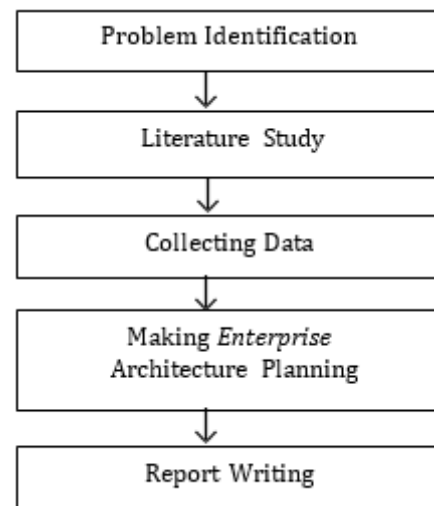 Problem Identification
Literature Study
Collecting Data
Making Enterprise
Architecture Planning
Report Writing